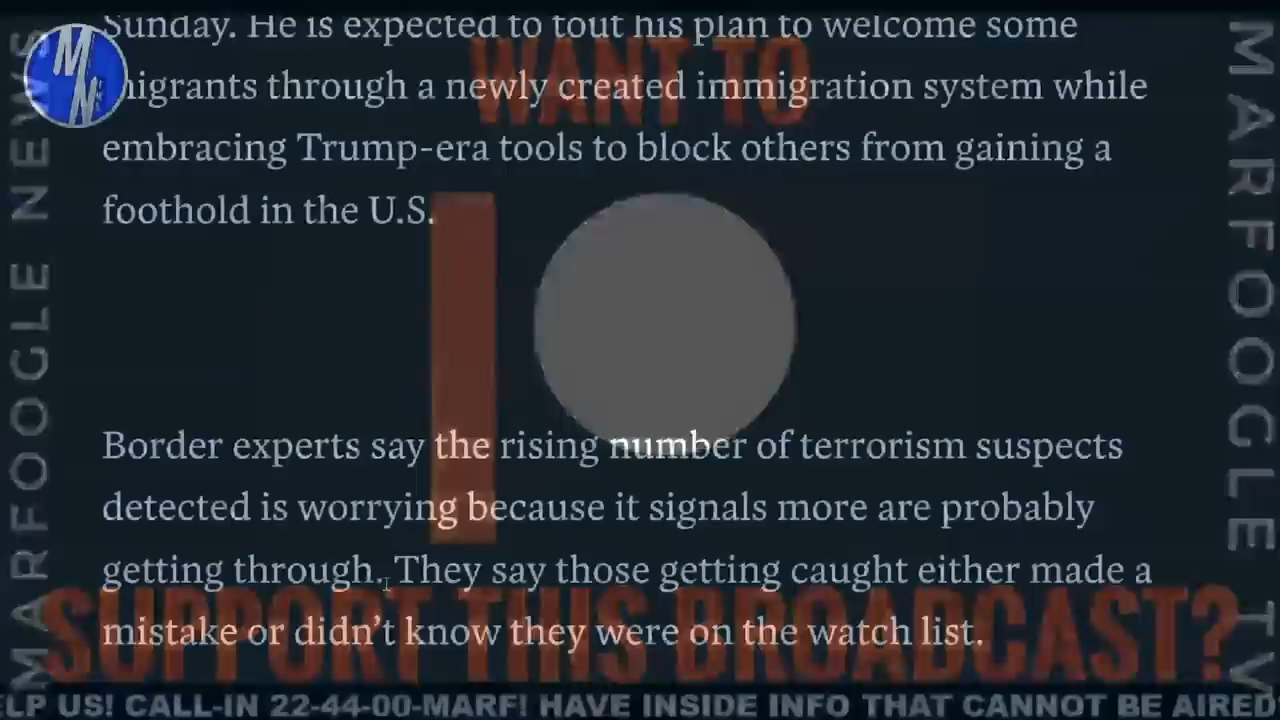 Sunday. He is expected to tout his plan to welcome some
WANT TO
migrants through a newly created immigration system while
embracing Trump-era tools to block others from gaining a
foothold in the U.S.
Border experts say the rising number of terrorism suspects
detected is worrying because it signals more are probably
getting through. They say those getting caught either made a
SUPPORT THIS BROADCAST?
mistake or didn't know they were on the watch list.
MARFOOGLE NEWS
MARFOOGLE TV
MN
ELP US! CALL-IN 22-44-00-MARF! HAVE INSIDE INFO THAT CANNOT BE AIRED